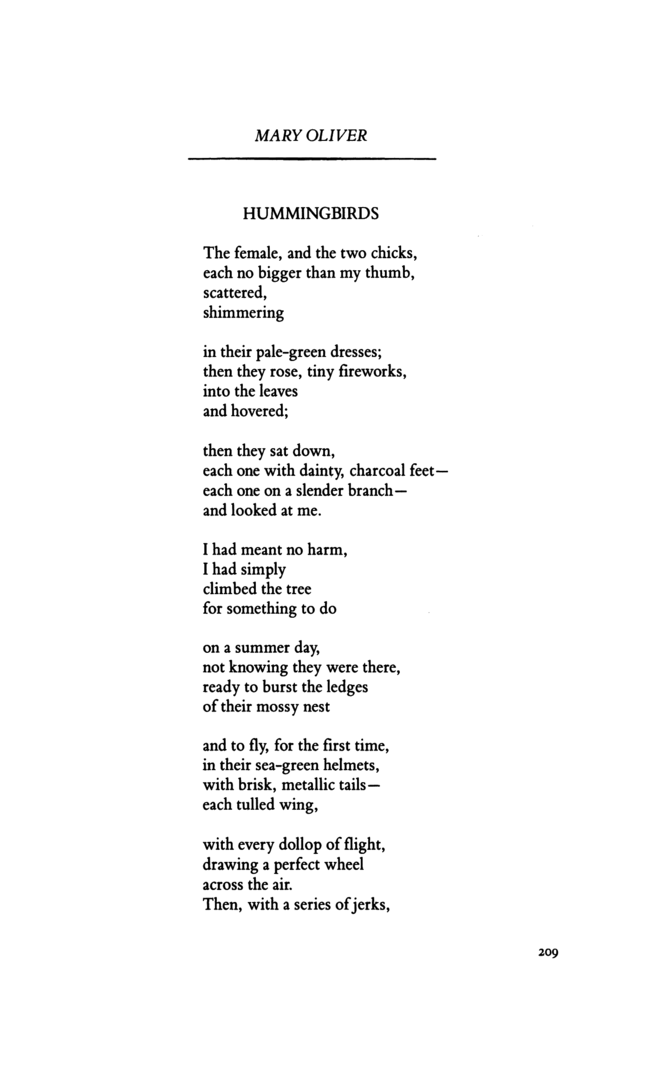 MARY OLIVER
HUMMINGBIRDS
The female, and the two chicks,
each no bigger than my thumb,
scattered,
shimmering
in their pale-green dresses;
then they rose, tiny fireworks,
into the leaves
and hovered;
then they sat down,
each one with dainty, charcoal feet—
each one on a slender branch—
and looked at me.
I had meant no harm,
I had simply
climbed the tree
for something to do
on a summer day,
not knowing they were there,
ready to burst the ledges
of their mossy nest
and to fly, for the first time,
in their sea-green helmets,
with brisk, metallic tails—
each tulled wing,
with every dollop of flight,
drawing a perfect wheel
across the air.
Then, with a series of jerks,
209